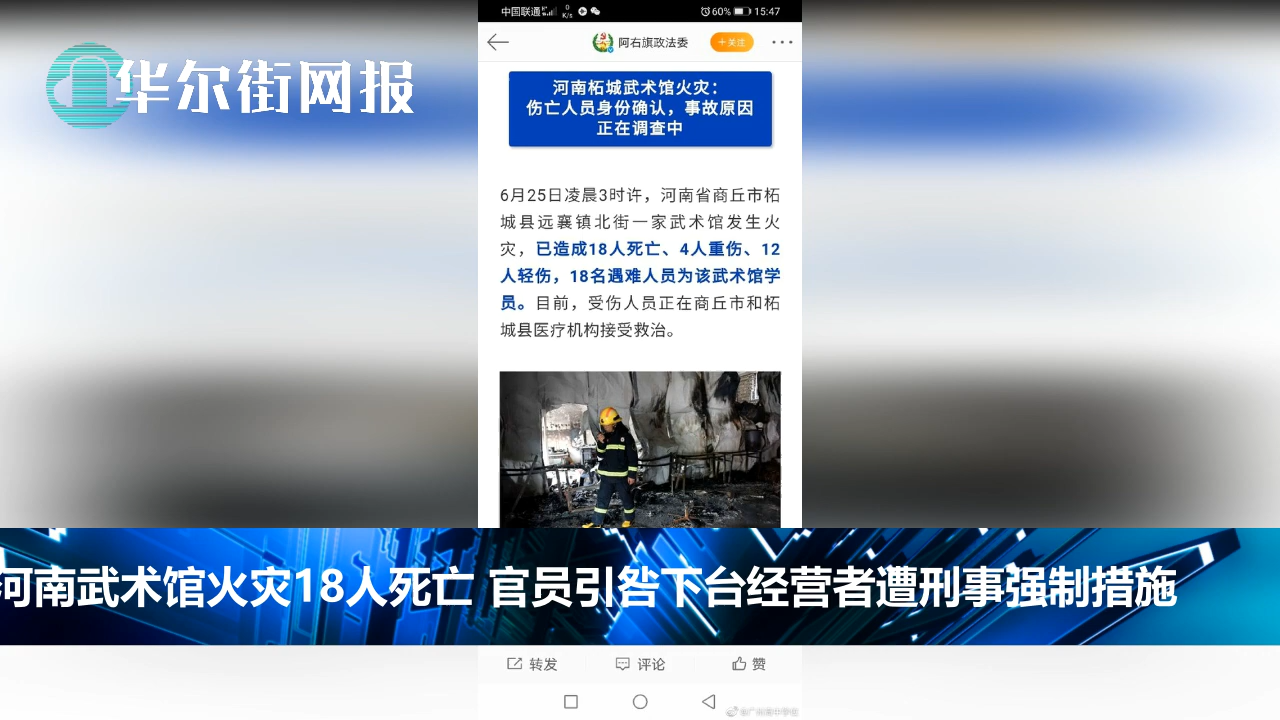 中国联通 0 K/s 60% 15:47
华尔街网报
阿右旗政法委 +关注
河南柘城武术馆火灾：
伤亡人员身份确认，事故原因
正在调查中
6月25日凌晨3时许，河南省商丘市柘
城县远襄镇北街一家武术馆发生火
灾，已造成18人死亡、4人重伤、12
人轻伤，18名遇难人员为该武术馆学
员。目前，受伤人员正在商丘市和柘
城县医疗机构接受救治。
河南武术馆火灾18人死亡 官员引咎下台经营者遭刑事强制措施
转发 评论 赞